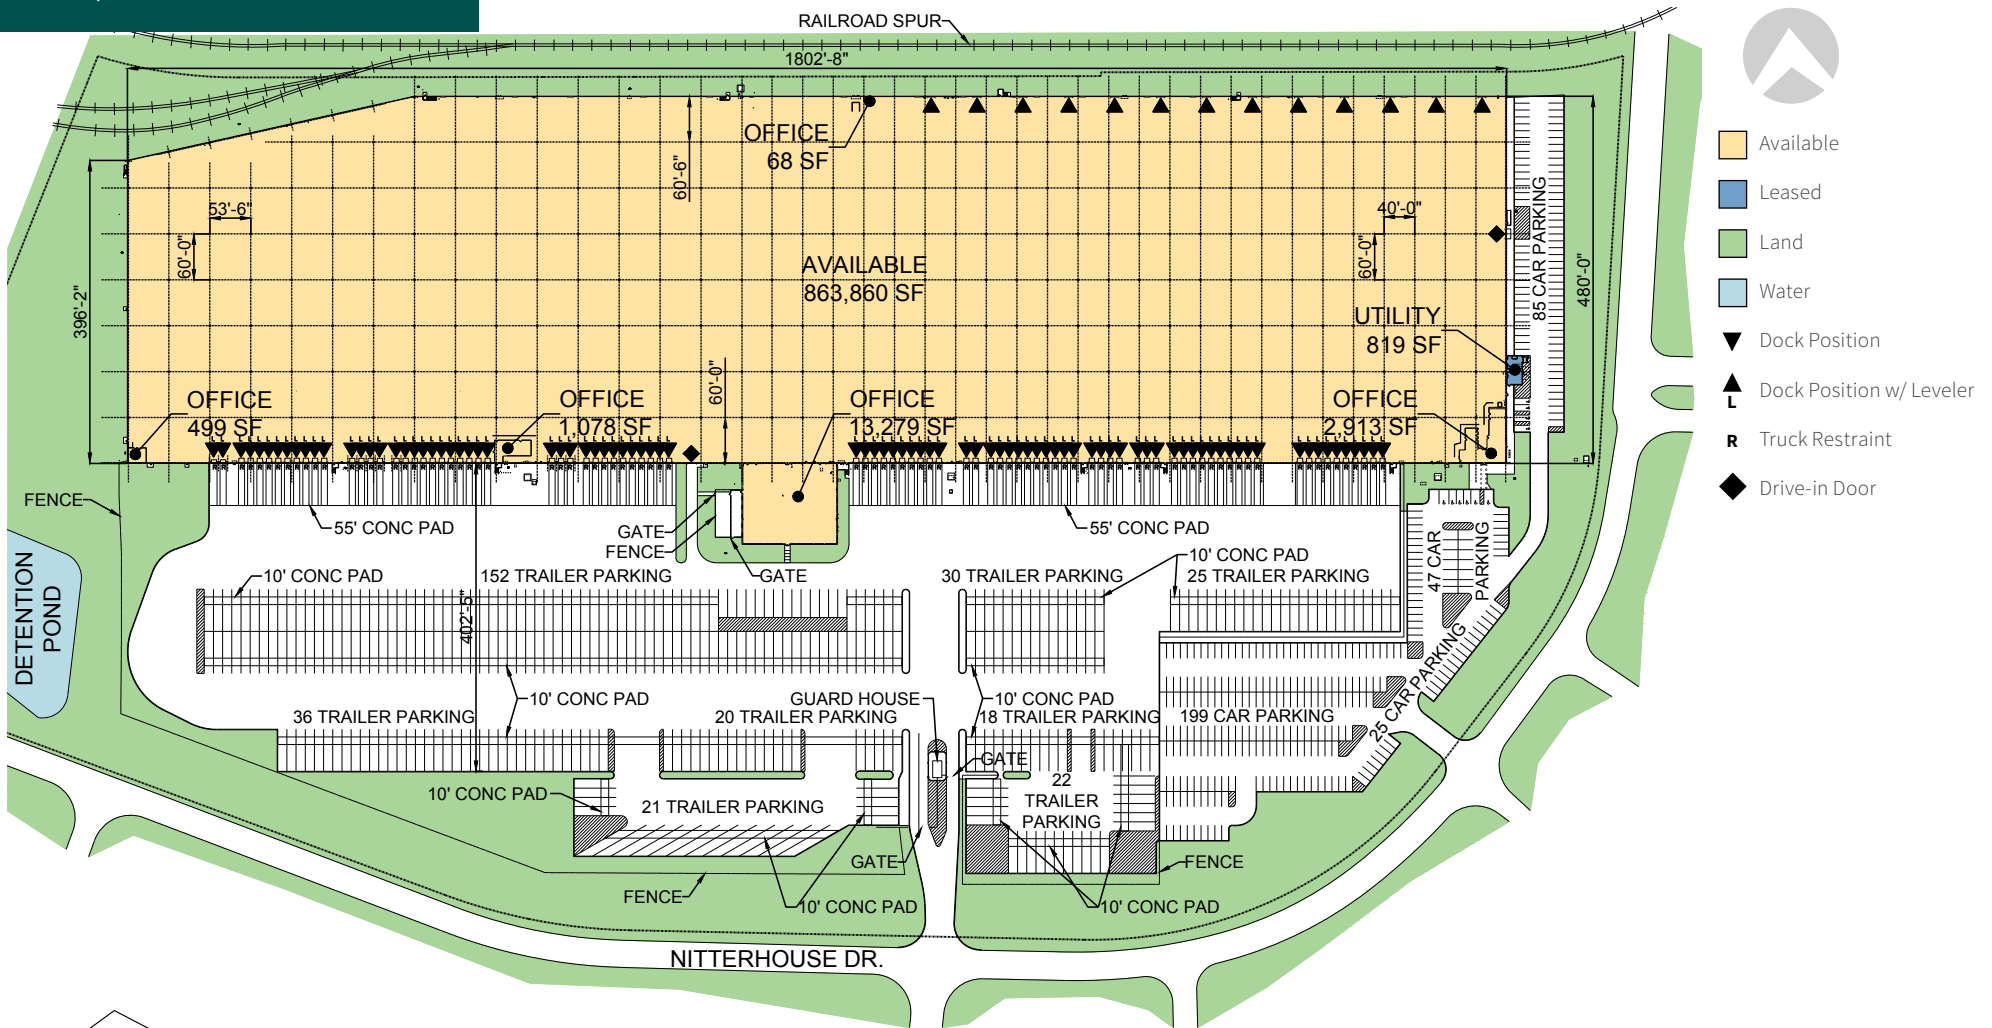 RAILROAD SPUR
1802'-8"
OFFICE
68 SF
60'-6"
53'-6"
60'-0"
40'-0"
60'-0"
396'-2"
480'-0"
85 CAR PARKING
AVAILABLE
863,860 SF
UTILITY
819 SF
60'-0"
OFFICE
499 SF
OFFICE
1,078 SF
OFFICE
13,279 SF
OFFICE
2,913 SF
FENCE
55' CONC PAD
GATE
FENCE
GATE
55' CONC PAD
10' CONC PAD
DETENTION
POND
10' CONC PAD
152 TRAILER PARKING
30 TRAILER PARKING
25 TRAILER PARKING
47 CAR
PARKING
402'-5"
25 CAR PARKING
10' CONC PAD
GUARD HOUSE
10' CONC PAD
36 TRAILER PARKING
20 TRAILER PARKING
18 TRAILER PARKING
199 CAR PARKING
GATE
10' CONC PAD
21 TRAILER PARKING
22
TRAILER
PARKING
GATE
FENCE
FENCE
10' CONC PAD
10' CONC PAD
NITTERHOUSE DR.
Available
Leased
Land
Water
Dock Position
L
Dock Position w/ Leveler
R
Truck Restraint
Drive-in Door